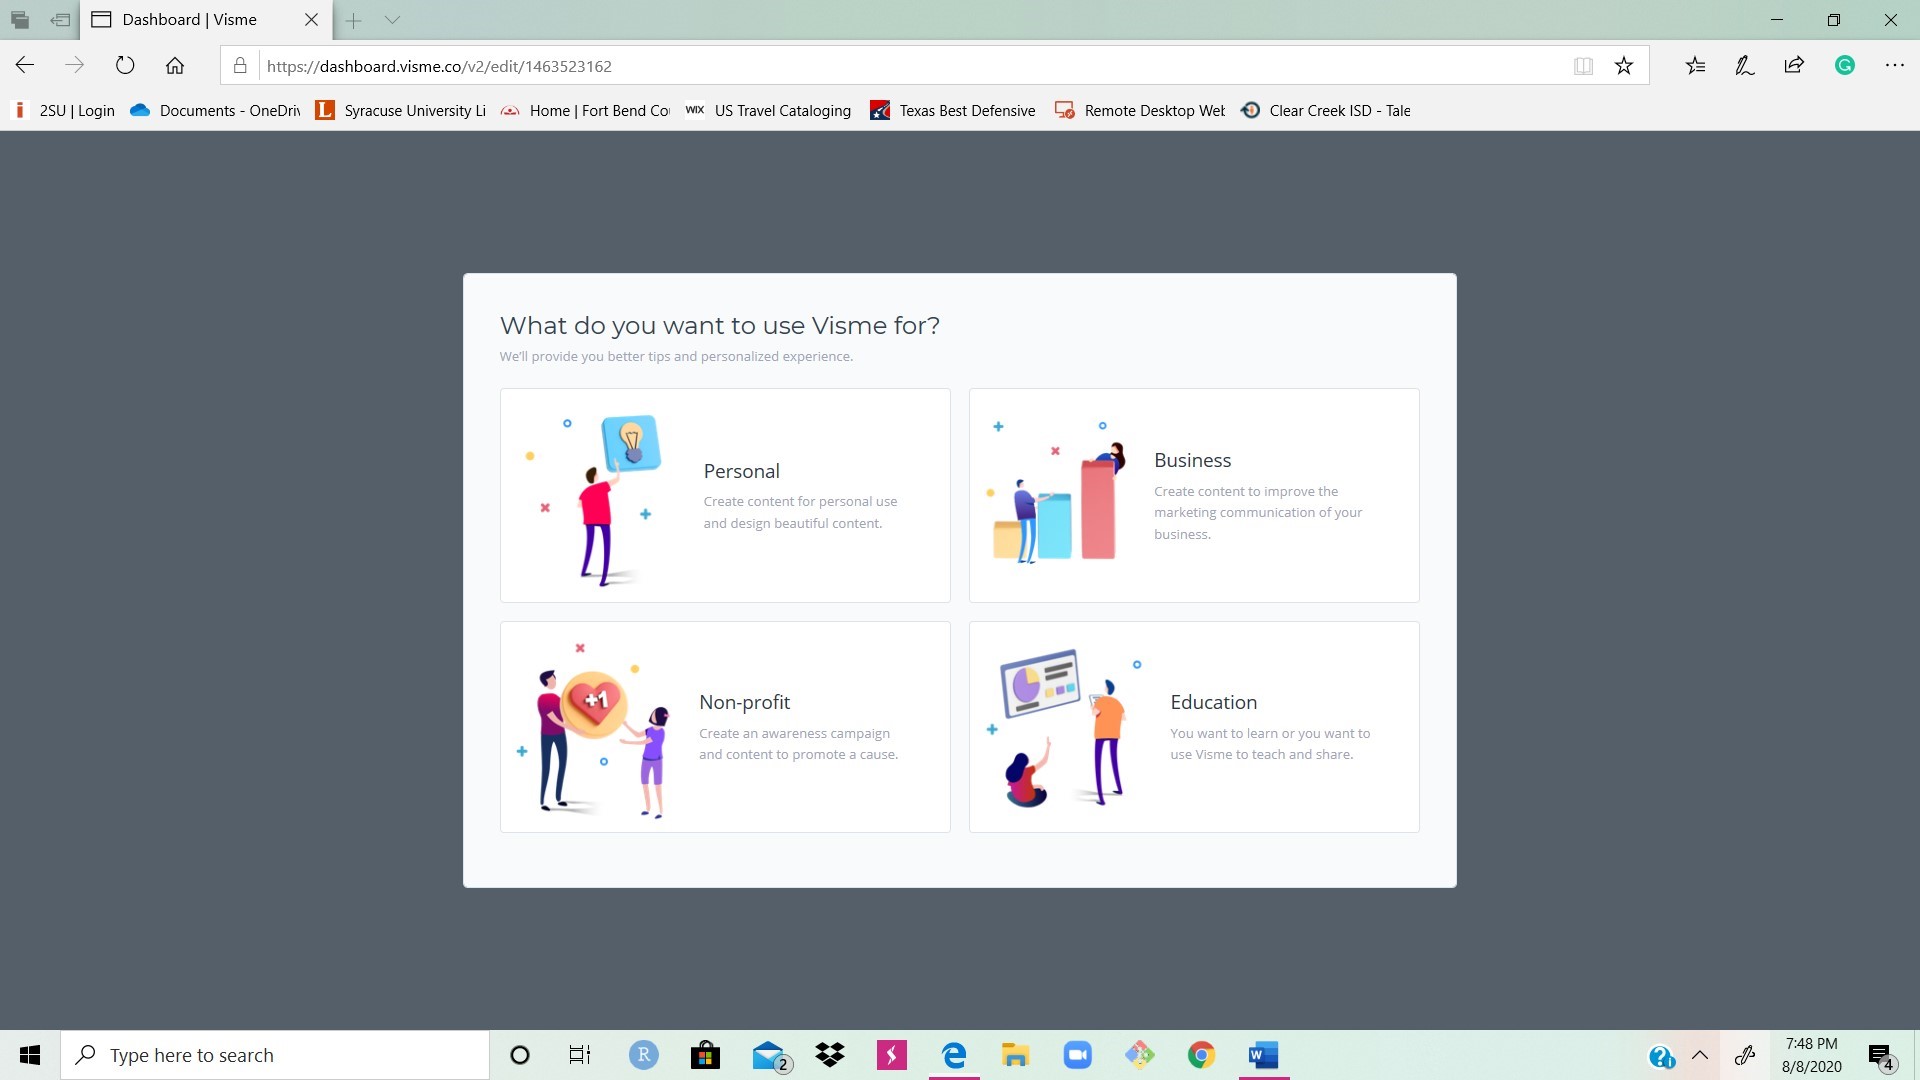 Dashboard | Visme
https://dashboard.visme.co/v2/edit/1463523162
2SU | Login
Documents - OneDriv
Syracuse University Li
Home | Fort Bend Co
WIX
US Travel Cataloging
Texas Best Defensive
Remote Desktop Web
Clear Creek ISD - Tale
What do you want to use Visme for?
We'll provide you better tips and personalized experience.
Personal
Create content for personal use
and design beautiful content.
Business
Create content to improve the
marketing communication of your
business.
+1
Non-profit
Create an awareness campaign
and content to promote a cause.
Education
You want to learn or you want to
use Visme to teach and share.
Type here to search
R
2
W
7:48 PM
8/8/2020
4